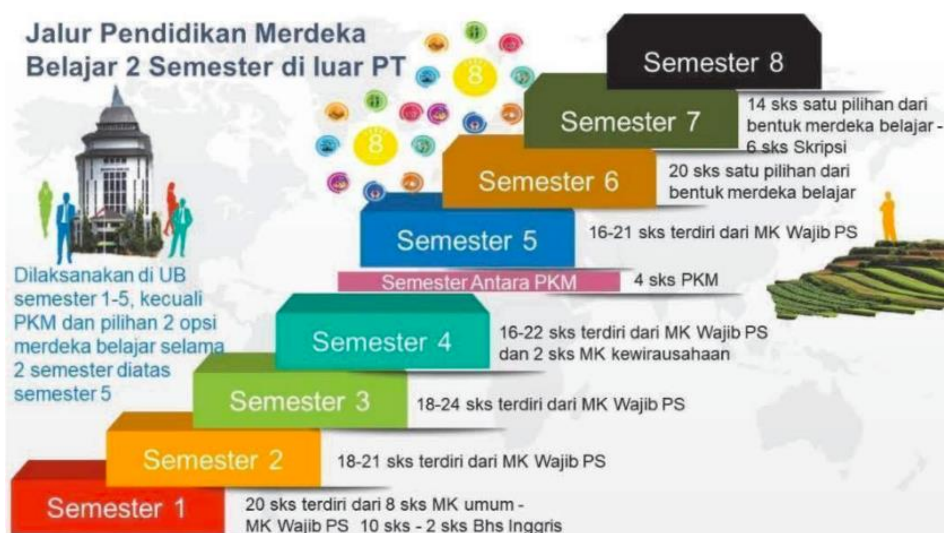 Jalur Pendidikan Merdeka
Belajar 2 Semester di luar PT
8
8
Semester 8
Semester 7
14 sks satu pilihan dari
bentuk merdeka belajar -
6 sks Skripsi
Semester 6
20 sks satu pilihan dari
bentuk merdeka belajar
Semester 5
16-21 sks terdiri dari MK Wajib PS
Semester Antara PKM
4 sks PKM
Dilaksanakan di UB
semester 1-5, kecuali
PKM dan pilihan 2 opsi
merdeka belajar selama
2 semester diatas
semester 5
Semester 4
16-22 sks terdiri dari MK Wajib PS
dan 2 sks MK kewirausahaan
Semester 3
18-24 sks terdiri dari MK Wajib PS
Semester 2
18-21 sks terdiri dari MK Wajib PS
Semester 1
20 sks terdiri dari 8 sks MK umum -
MK Wajib PS 10 sks - 2 sks Bhs Inggris